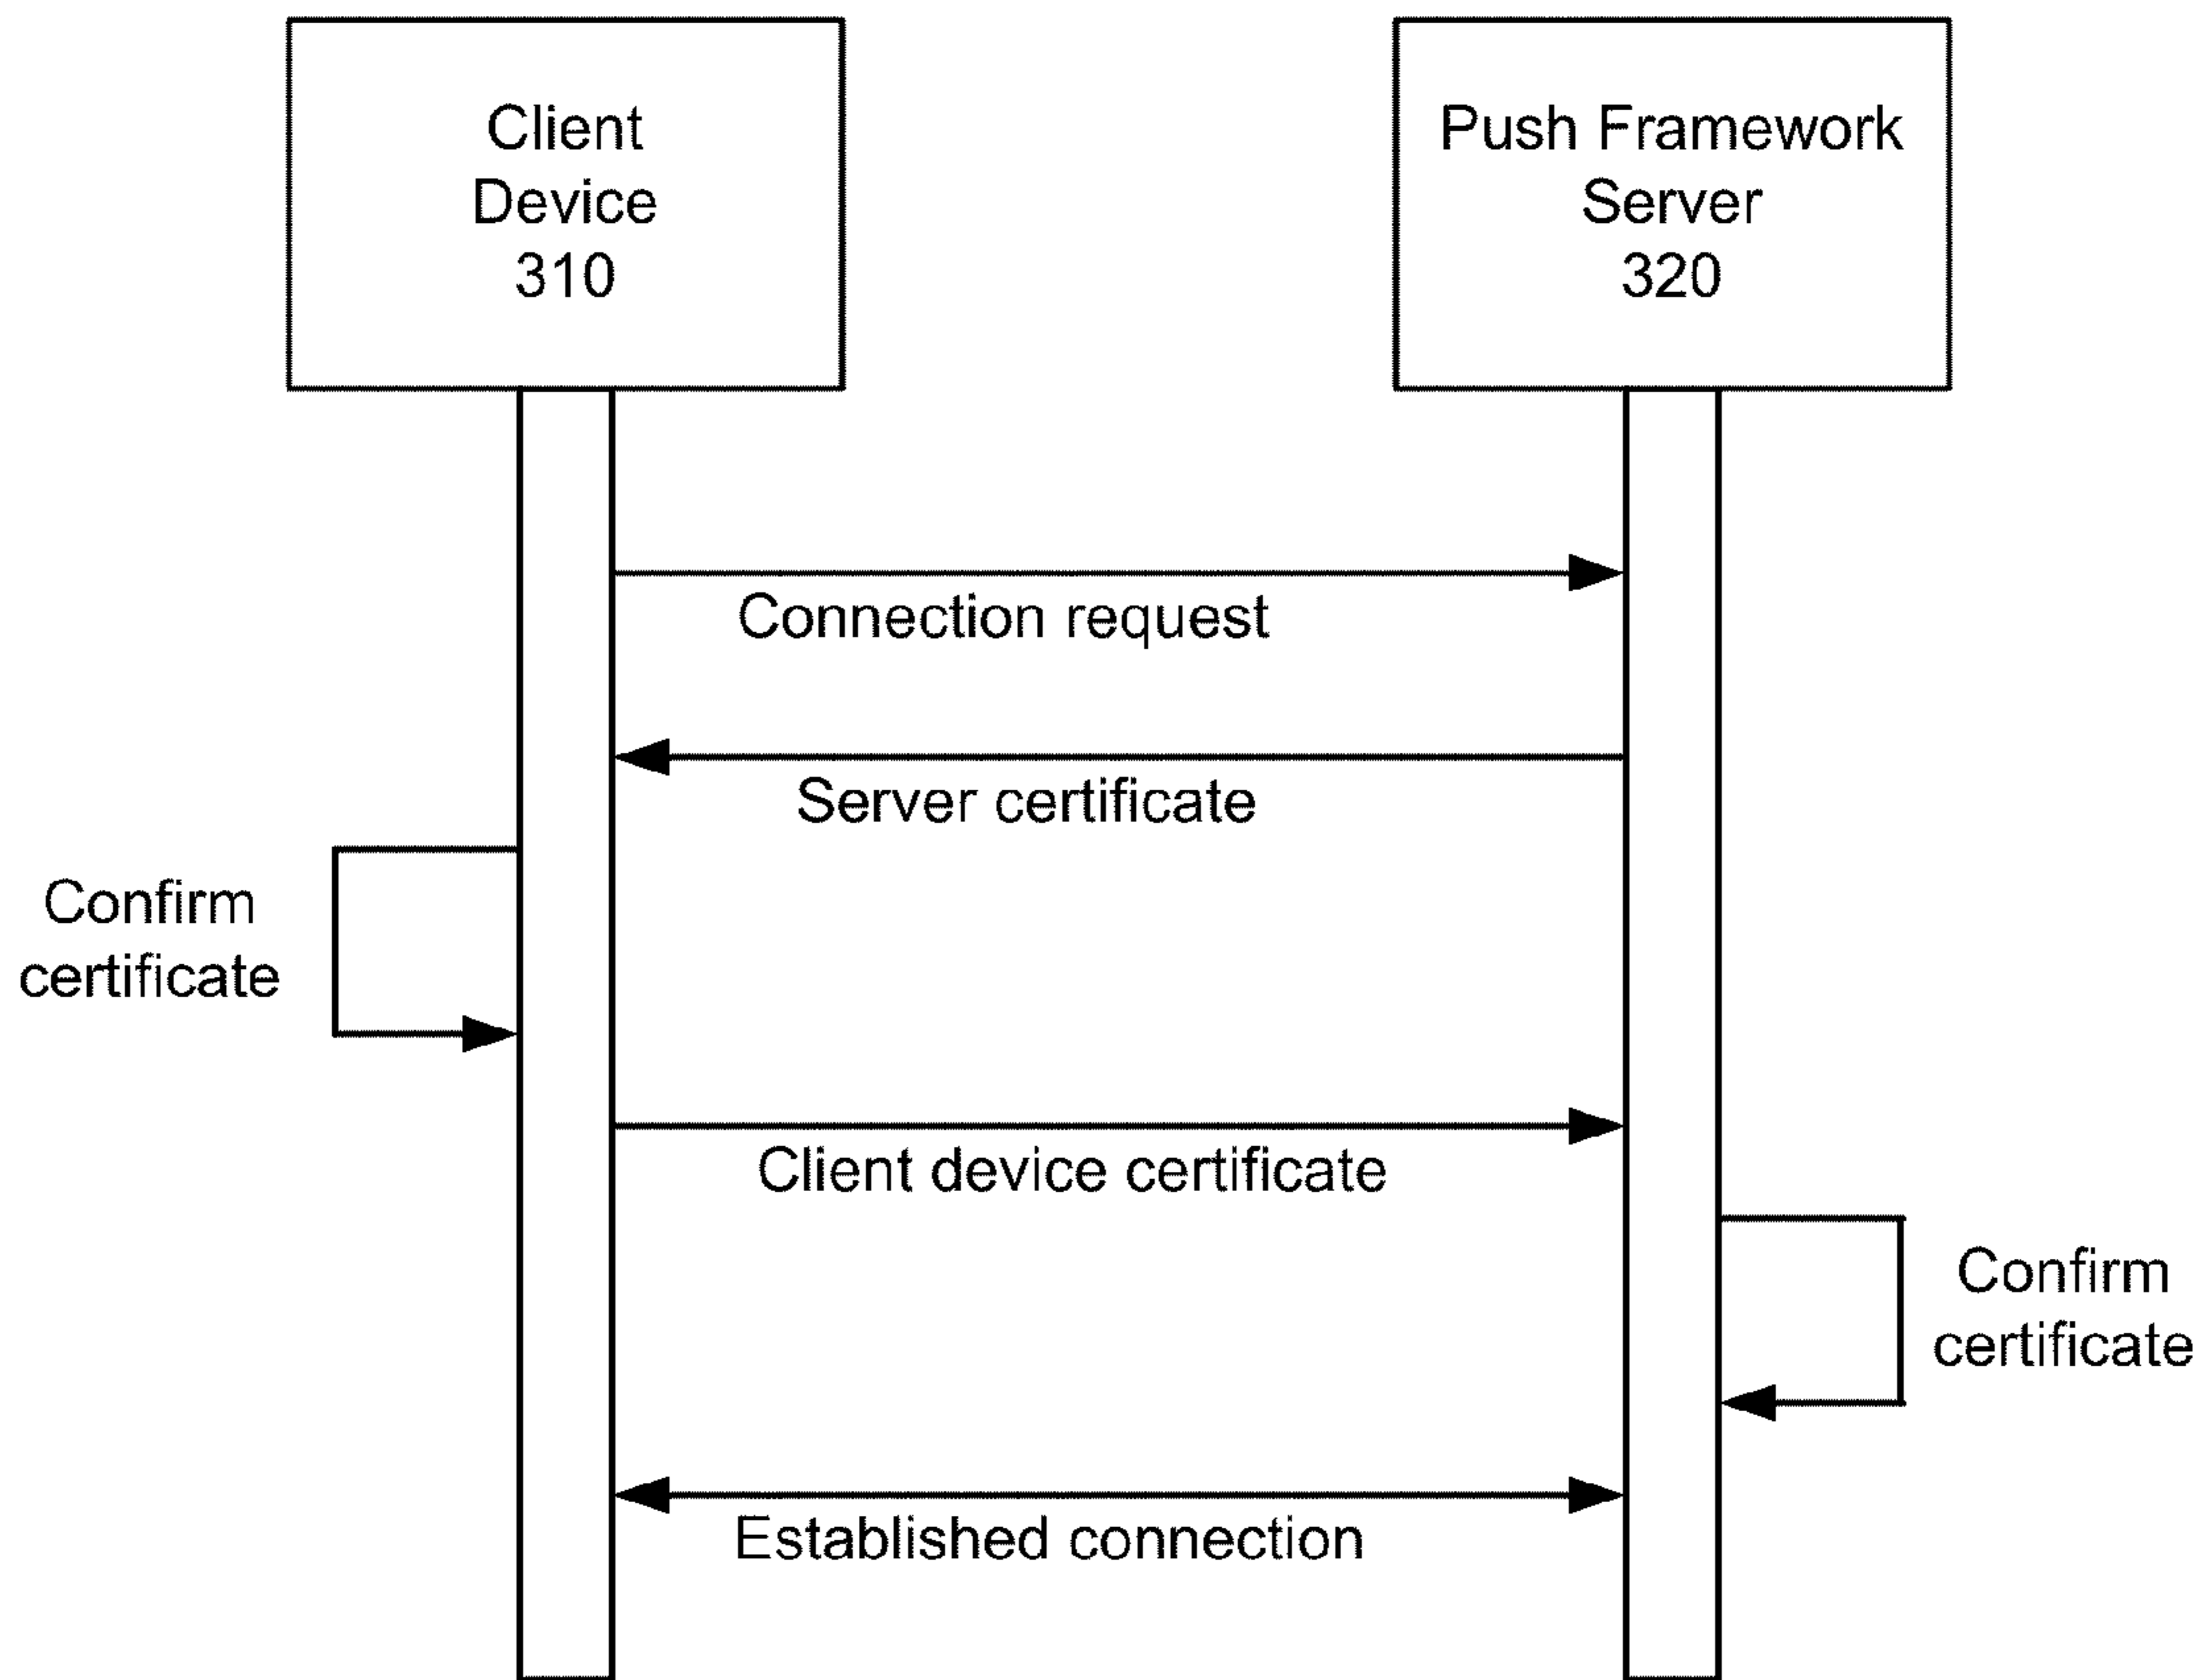 Client
Device
310
Push Framework
Server
320
Connection request
Server certificate
Confirm
certificate
Client device certificate
Confirm
certificate
Established connection